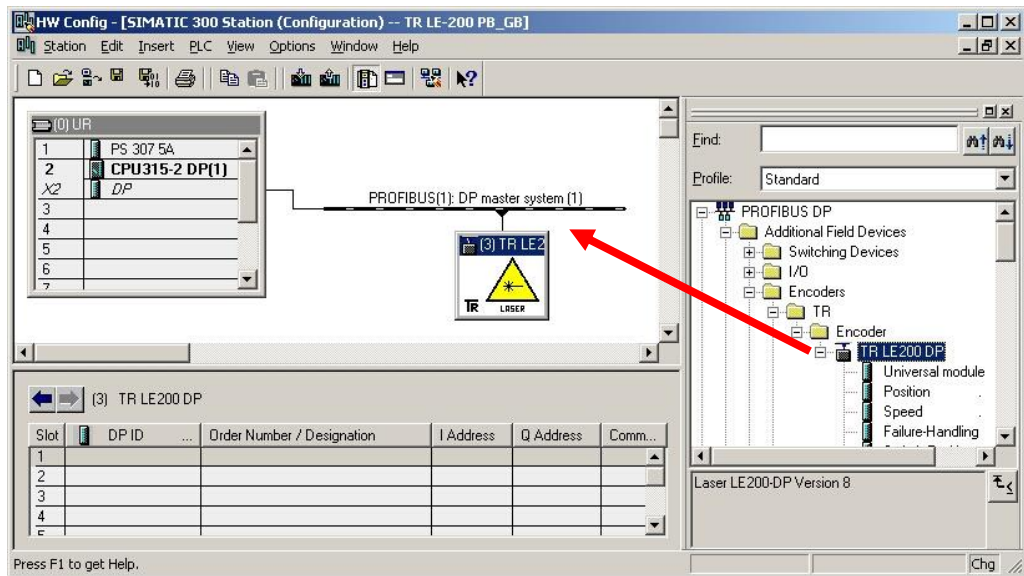 HW Config - [SIMATIC 300 Station (Configuration) -- TR LE-200 PB_GB]
Station Edit Insert PLC View Options Window Help
(0) UR
1 PS 307 5A
2 CPU315-2 DP(1)
X2 DP
3
4
5
6
7
PROFIBUS(1): DP master system (1)
(3) TR LE2
TR LASER
Find:
Profile: Standard
PROFIBUS DP
Additional Field Devices
Switching Devices
I/O
Encoders
TR
Encoder
TR LE200 DP
Universal module
Position
Speed
Failure-Handling
(3) TR LE200 DP
Slot DP ID ... Order Number / Designation I Address Q Address Comm...
1
2
3
4
5
Laser LE200-DP Version 8
Press F1 to get Help.
Chg